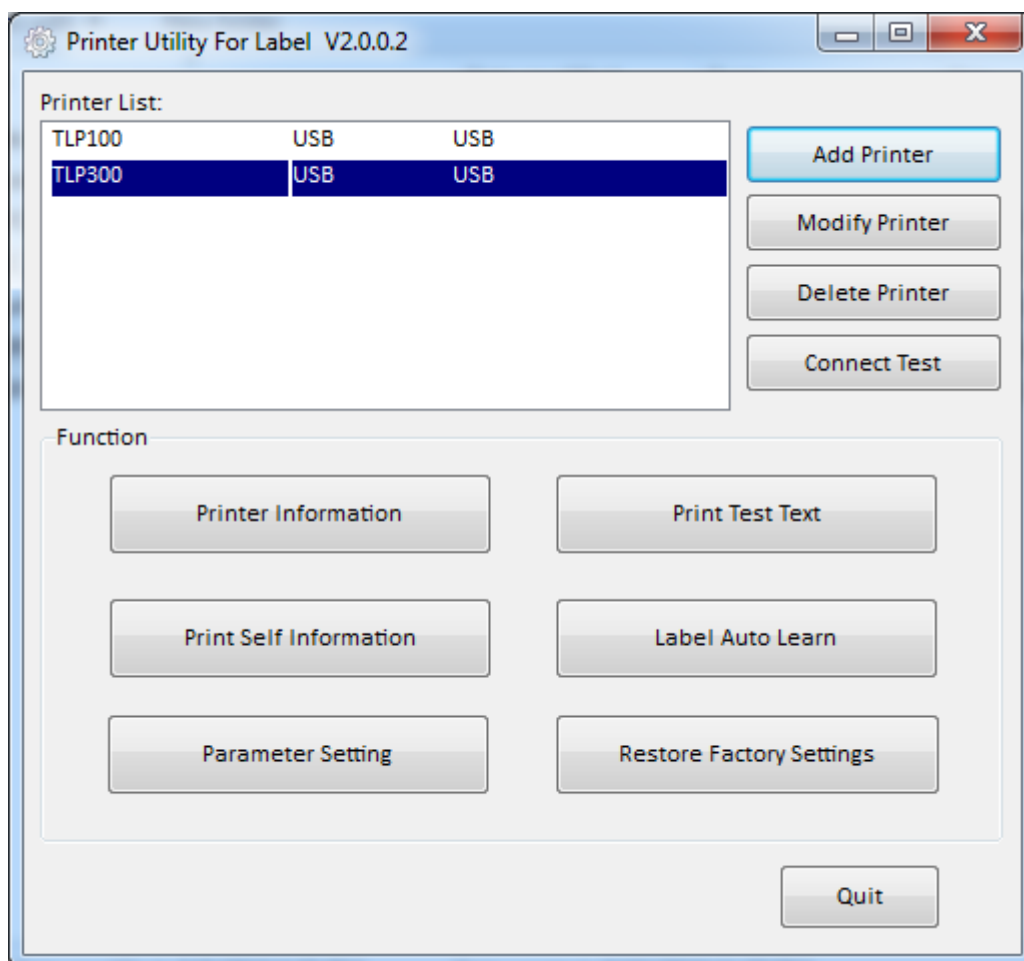 Printer Utility For Label V2.0.0.2
Printer List:
TLP100 USB USB
TLP300 USB USB
Add Printer
Modify Printer
Delete Printer
Connect Test
Function
Printer Information
Print Test Text
Print Self Information
Label Auto Learn
Parameter Setting
Restore Factory Settings
Quit